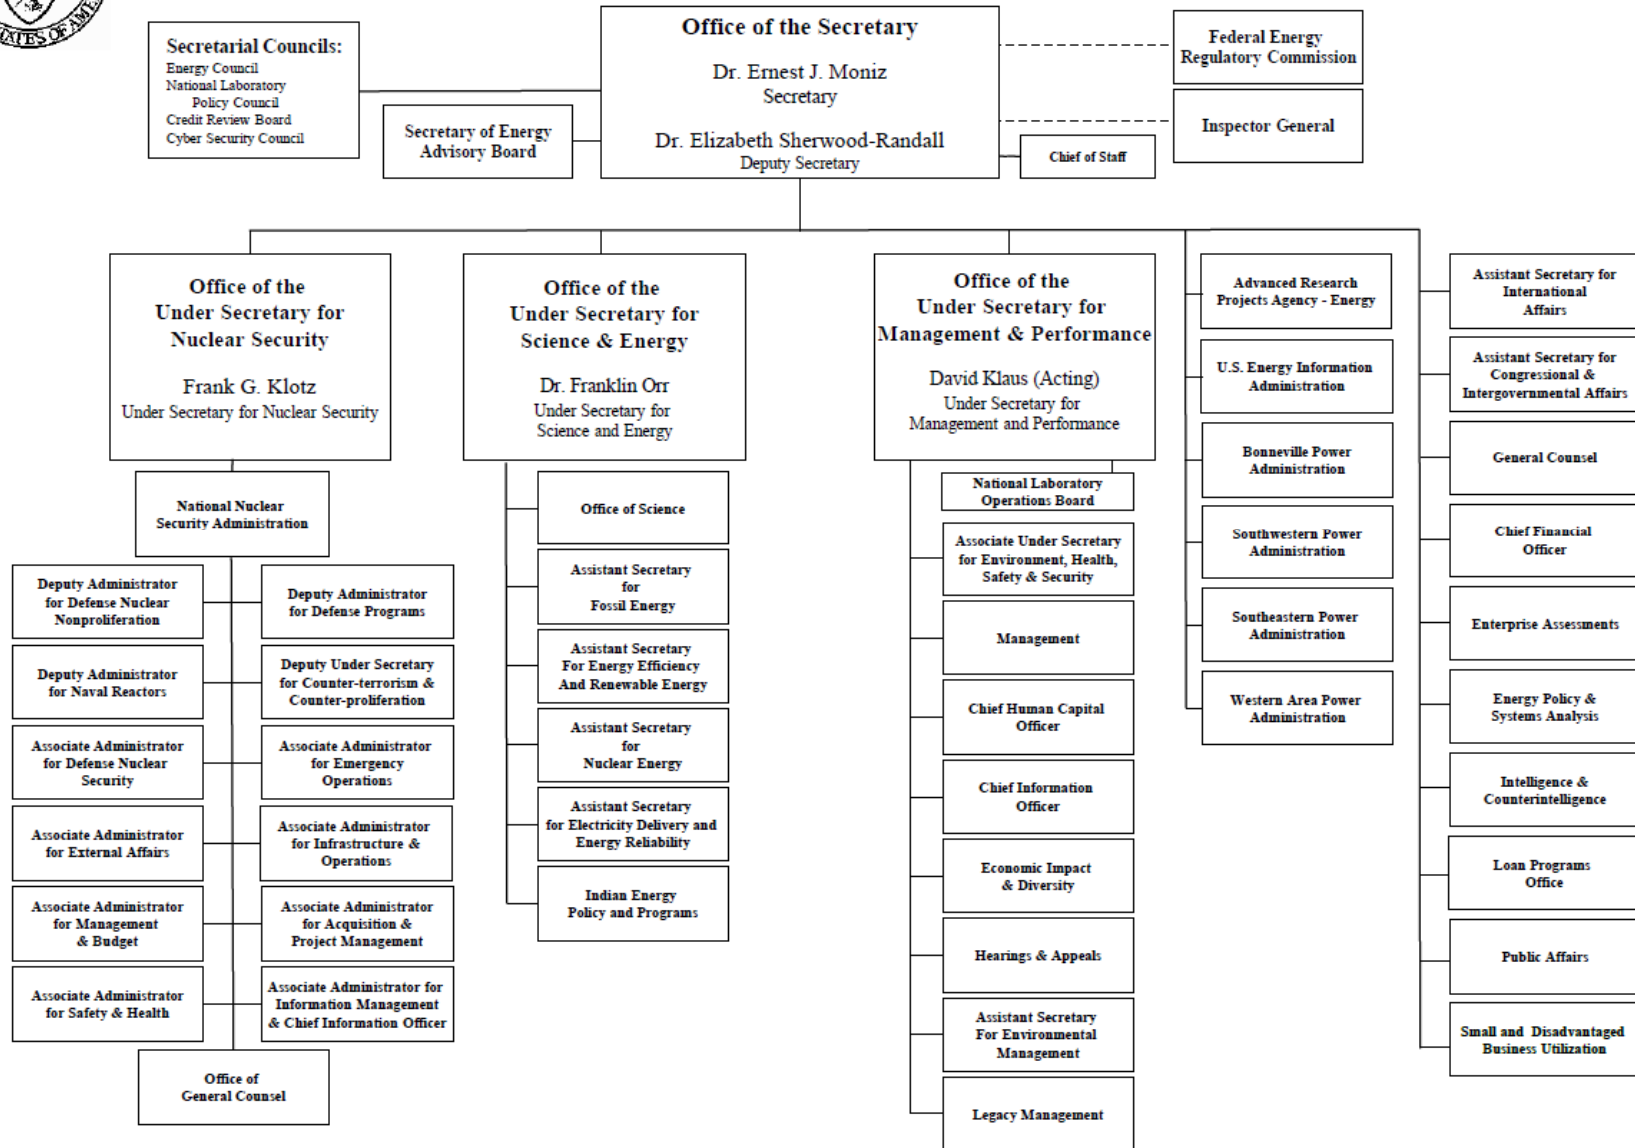 ATES OF AME
Office of the Secretary
Dr. Ernest J. Moniz
Secretary
Dr. Elizabeth Sherwood-Randall
Deputy Secretary
Secretarial Councils:
Energy Council
National Laboratory
Policy Council
Credit Review Board
Cyber Security Council
Secretary of Energy
Advisory Board
Federal Energy
Regulatory Commission
Inspector General
Chief of Staff
Office of the
Under Secretary for
Nuclear Security
Frank G. Klotz
Under Secretary for Nuclear Security
National Nuclear
Security Administration
Deputy Administrator
for Defense Nuclear
Nonproliferation
Deputy Administrator
for Defense Programs
Deputy Administrator
for Naval Reactors
Deputy Under Secretary
for Counter-terrorism &
Counter-proliferation
Associate Administrator
for Defense Nuclear
Security
Associate Administrator
for Emergency
Operations
Associate Administrator
for External Affairs
Associate Administrator
for Infrastructure &
Operations
Associate Administrator
for Management
& Budget
Associate Administrator
for Acquisition &
Project Management
Associate Administrator
for Safety & Health
Associate Administrator for
Information Management
& Chief Information Officer
Office of
General Counsel
Office of the
Under Secretary for
Science & Energy
Dr. Franklin Orr
Under Secretary for
Science and Energy
Office of Science
Assistant Secretary
for
Fossil Energy
Assistant Secretary
For Energy Efficiency
And Renewable Energy
Assistant Secretary
for
Nuclear Energy
Assistant Secretary
for Electricity Delivery and
Energy Reliability
Indian Energy
Policy and Programs
Office of the
Under Secretary for
Management & Performance
David Klaus (Acting)
Under Secretary for
Management and Performance
National Laboratory
Operations Board
Associate Under Secretary
for Environment, Health,
Safety & Security
Management
Chief Human Capital
Officer
Chief Information
Officer
Economic Impact
& Diversity
Hearings & Appeals
Assistant Secretary
For Environmental
Management
Legacy Management
Advanced Research
Projects Agency - Energy
U.S. Energy Information
Administration
Bonneville Power
Administration
Southwestern Power
Administration
Southeastern Power
Administration
Western Area Power
Administration
Assistant Secretary for
International
Affairs
Assistant Secretary for
Congressional &
Intergovernmental Affairs
General Counsel
Chief Financial
Officer
Enterprise Assessments
Energy Policy &
Systems Analysis
Intelligence &
Counterintelligence
Loan Programs
Office
Public Affairs
Small and Disadvantaged
Business Utilization